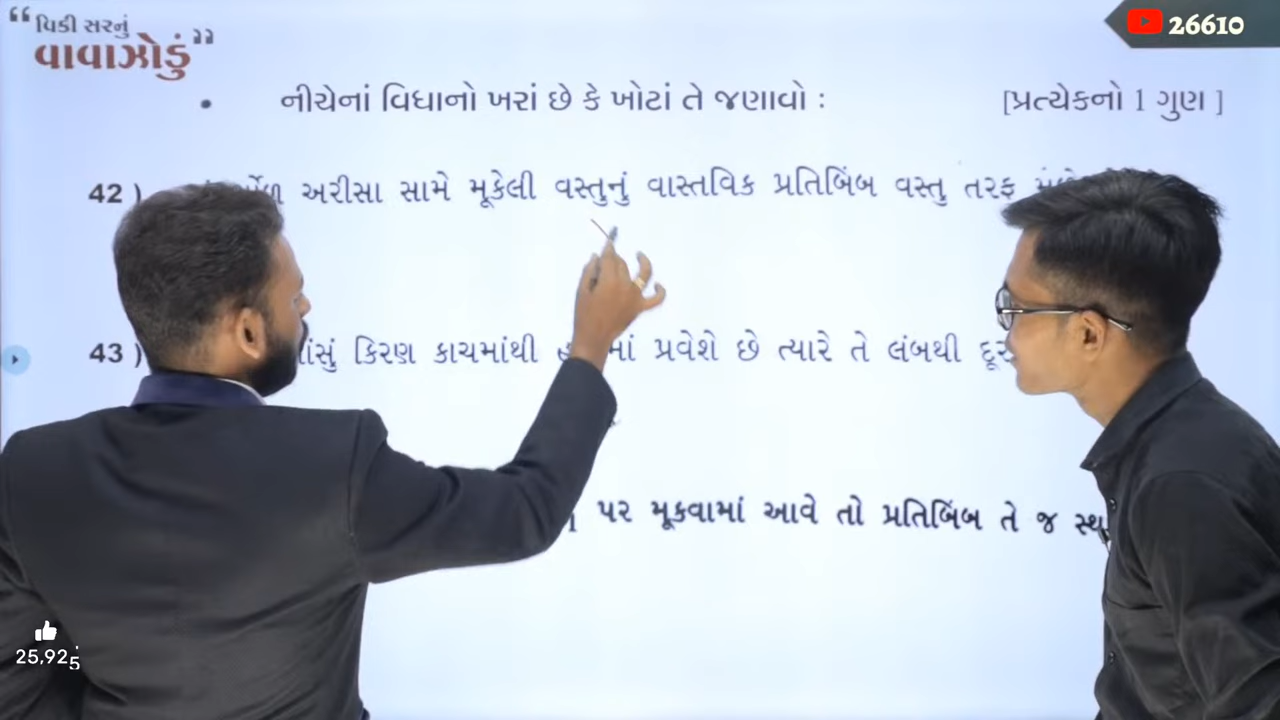 “ વિકી સરનું
વાવાઝોડું ”
26610
• નીચેનાં વિધાનો ખરાં છે કે ખોટાં તે જણાવો : [પ્રત્યેકનો 1 ગુણ ]
42 ) અરીસા સામે મૂકેલી વસ્તુનું વાસ્તવિક પ્રતિબિંબ વસ્તુ તરફ
43 ) કિરણ કાચમાંથી પ્રવેશે છે ત્યારે તે લંબથી
પર મૂકવામાં આવે તો પ્રતિબિંબ તે જ
25,925